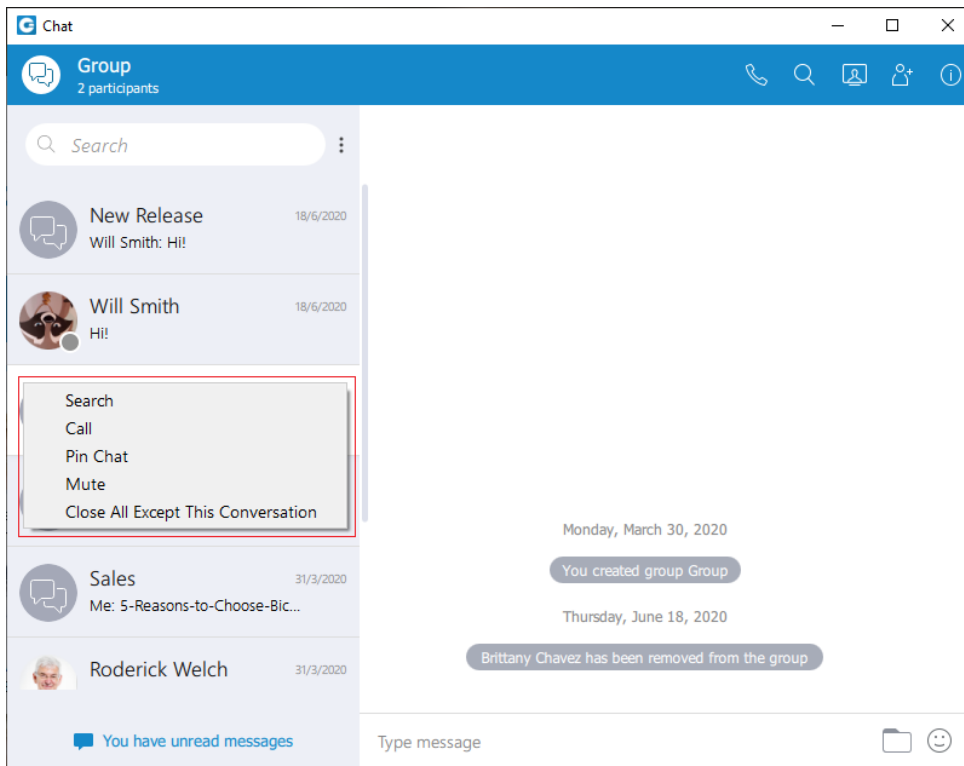 Chat
Group
2 participants
Search
New Release
18/6/2020
Will Smith: Hi!
Will Smith
18/6/2020
Hi!
Search
Call
Pin Chat
Mute
Close All Except This Conversation
Sales
31/3/2020
Me: 5-Reasons-to-Choose-Bic...
Roderick Welch
31/3/2020
You have unread messages
Monday, March 30, 2020
You created group Group
Thursday, June 18, 2020
Brittany Chavez has been removed from the group
Type message